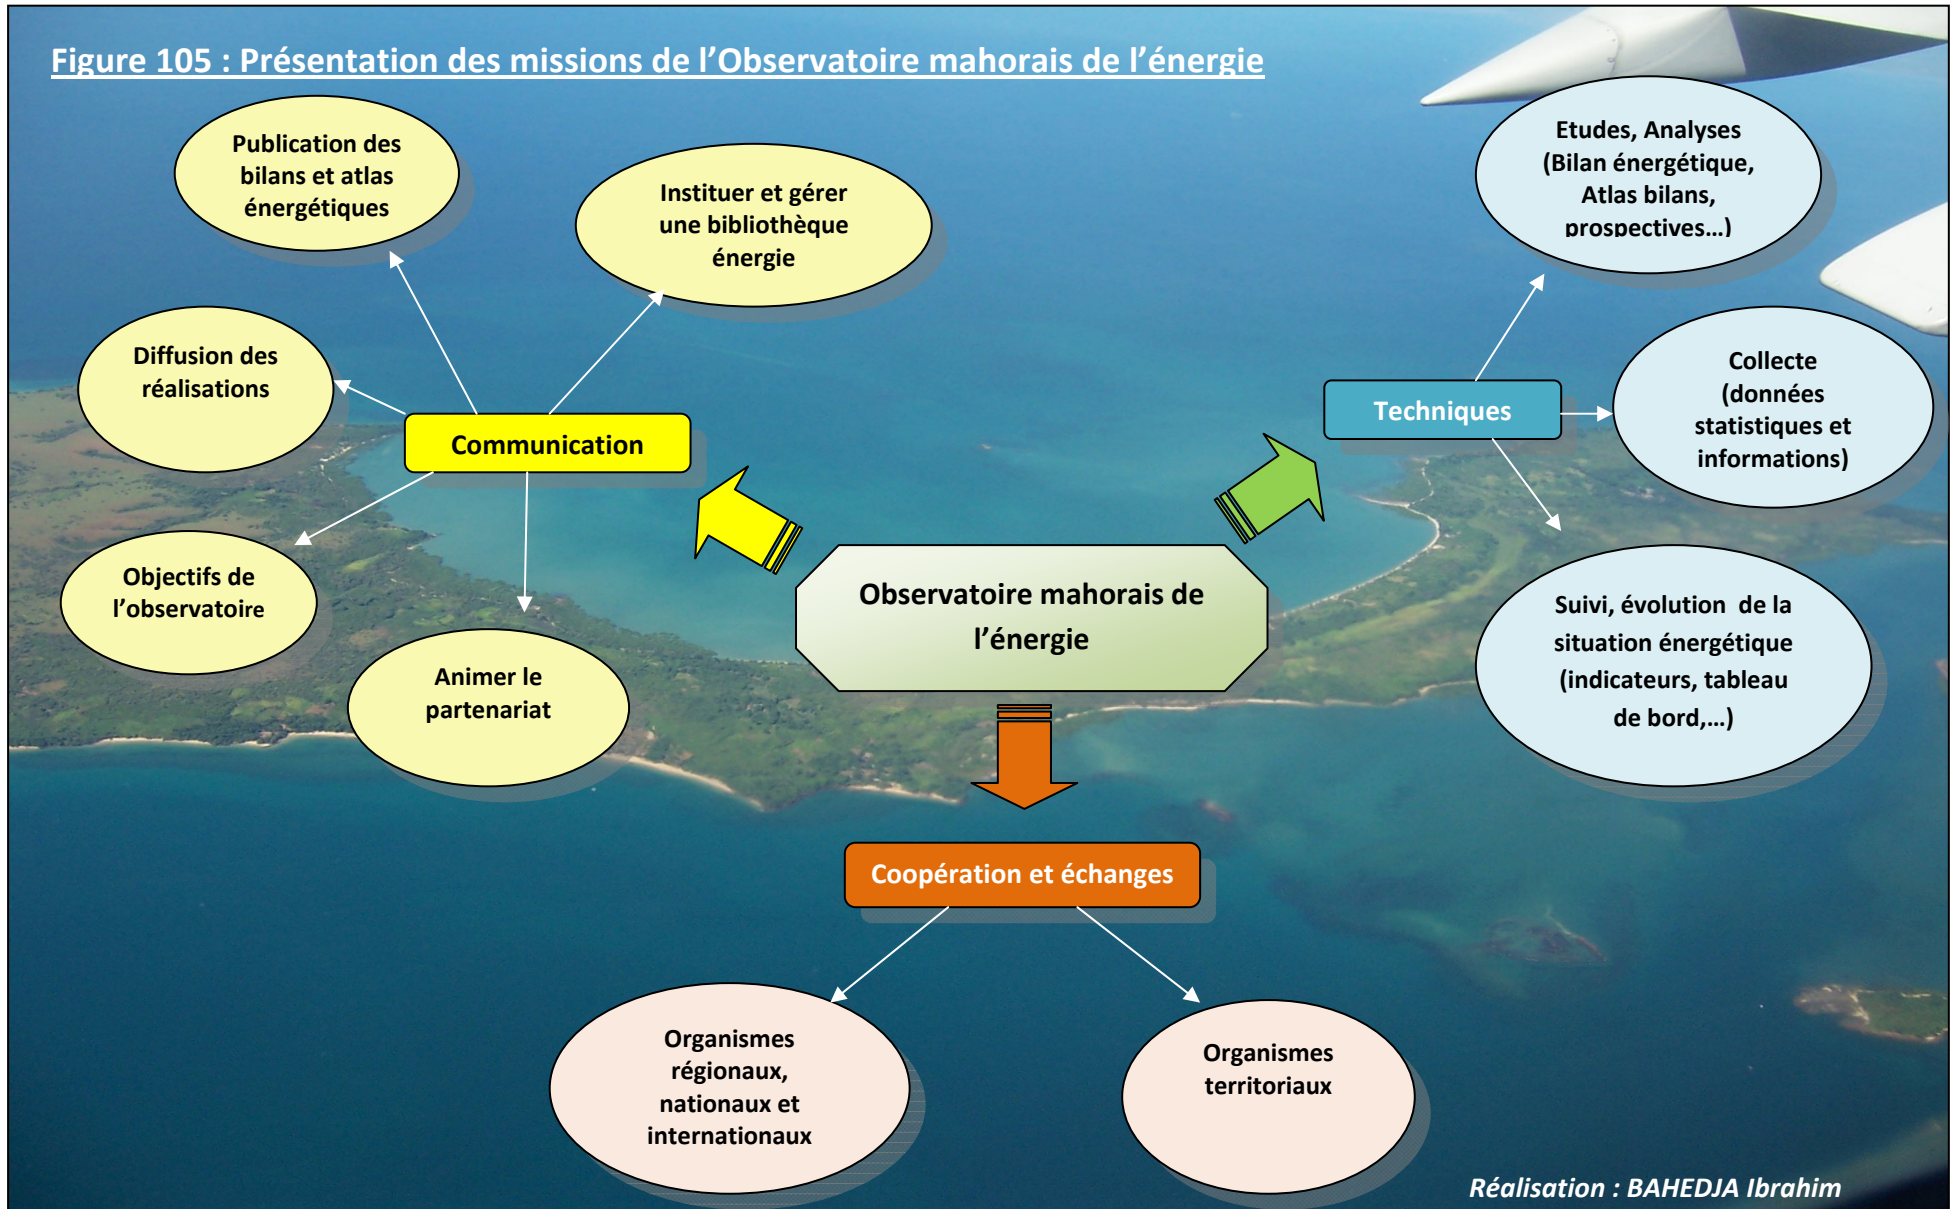 Figure 105 : Présentation des missions de l'Observatoire mahorais de l'énergie
Publication des
bilans et atlas
énergétiques
Instituer et gérer
une bibliothèque
énergie
Etudes, Analyses
(Bilan énergétique,
Atlas bilans,
prospectives…)
Diffusion des
réalisations
Communication
Techniques
Collecte
(données
statistiques et
informations)
Objectifs de
l'observatoire
Animer le
partenariat
Observatoire mahorais de
l'énergie
Suivi, évolution  de la
situation énergétique
(indicateurs, tableau
de bord,…)
Coopération et échanges
Organismes
régionaux,
nationaux et
internationaux
Organismes
territoriaux
Réalisation : BAHEDJA Ibrahim